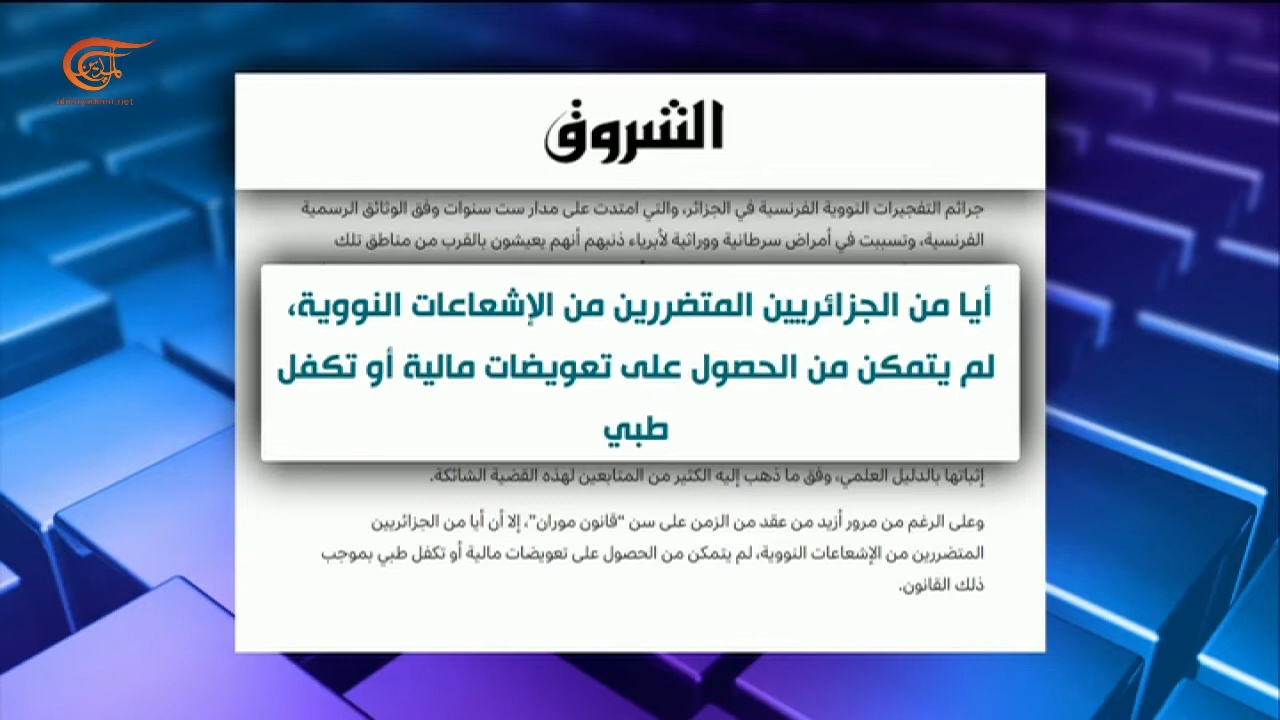 الميادين
almayadeen.net
الشروق
جرائم التفجيرات النووية الفرنسية في الجزائر، والتي امتدت على مدار ست سنوات وفق الوثائق الرسمية
الفرنسية، وتسببت في أمراض سرطانية ووراثية لأبرياء ذنبهم أنهم يعيشون بالقرب من مناطق تلك
أيا من الجزائريين المتضررين من الإشعاعات النووية،
لم يتمكن من الحصول على تعويضات مالية أو تكفل
طبي
إثباتها بالدليل العلمي، وفق ما ذهب إليه الكثير من المتابعين لهذه القضية الشائكة.
وعلى الرغم من مرور أزيد من عقد من الزمن على سن “قانون موران”، إلا أن أيا من الجزائريين
المتضررين من الإشعاعات النووية، لم يتمكن من الحصول على تعويضات مالية أو تكفل طبي بموجب
ذلك القانون.